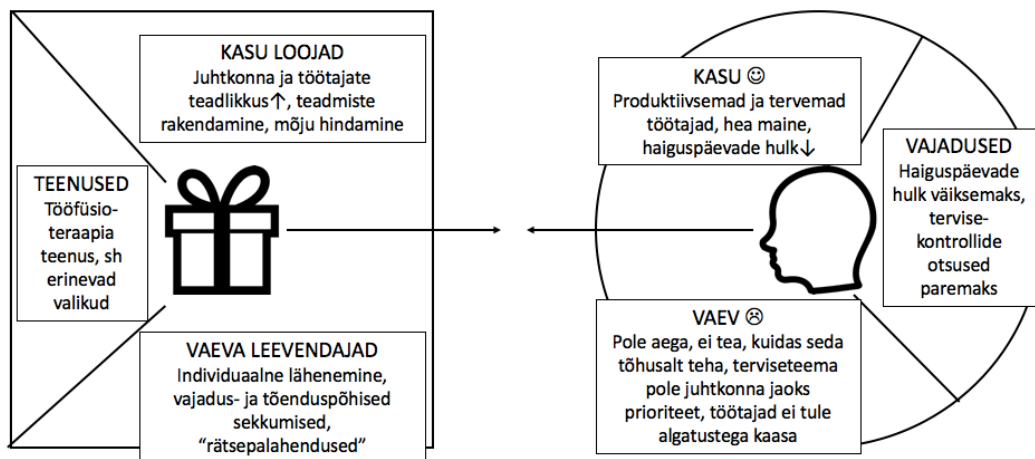 KASU LOOJAD
Juhtkonna ja töötajate
teadlikkus↑, teadmiste
rakendamine, mõju hindamine
TEENUSED
Tööfüsio-
teraapia
teenus, sh
erinevad
valikud
VAEVA LEEVENDAJAD
Individuaalne lähenemine,
vajadus- ja tõenduspõhised
sekkumised,
“rätsepalahendused”
KASU ☺
Produktiivsemad ja tervemad
töötajad, hea maine,
haiguspäevade hulk↓
VAJADUSED
Haiguspäevade
hulk väiksemaks,
tervise-
kontrollide
otsused
paremaks
VAEV ☹
Pole aega, ei tea, kuidas seda
tõhusalt teha, terviseteema
pole juhtkonna jaoks
prioriteet, töötajad ei tule
algatustega kaasa